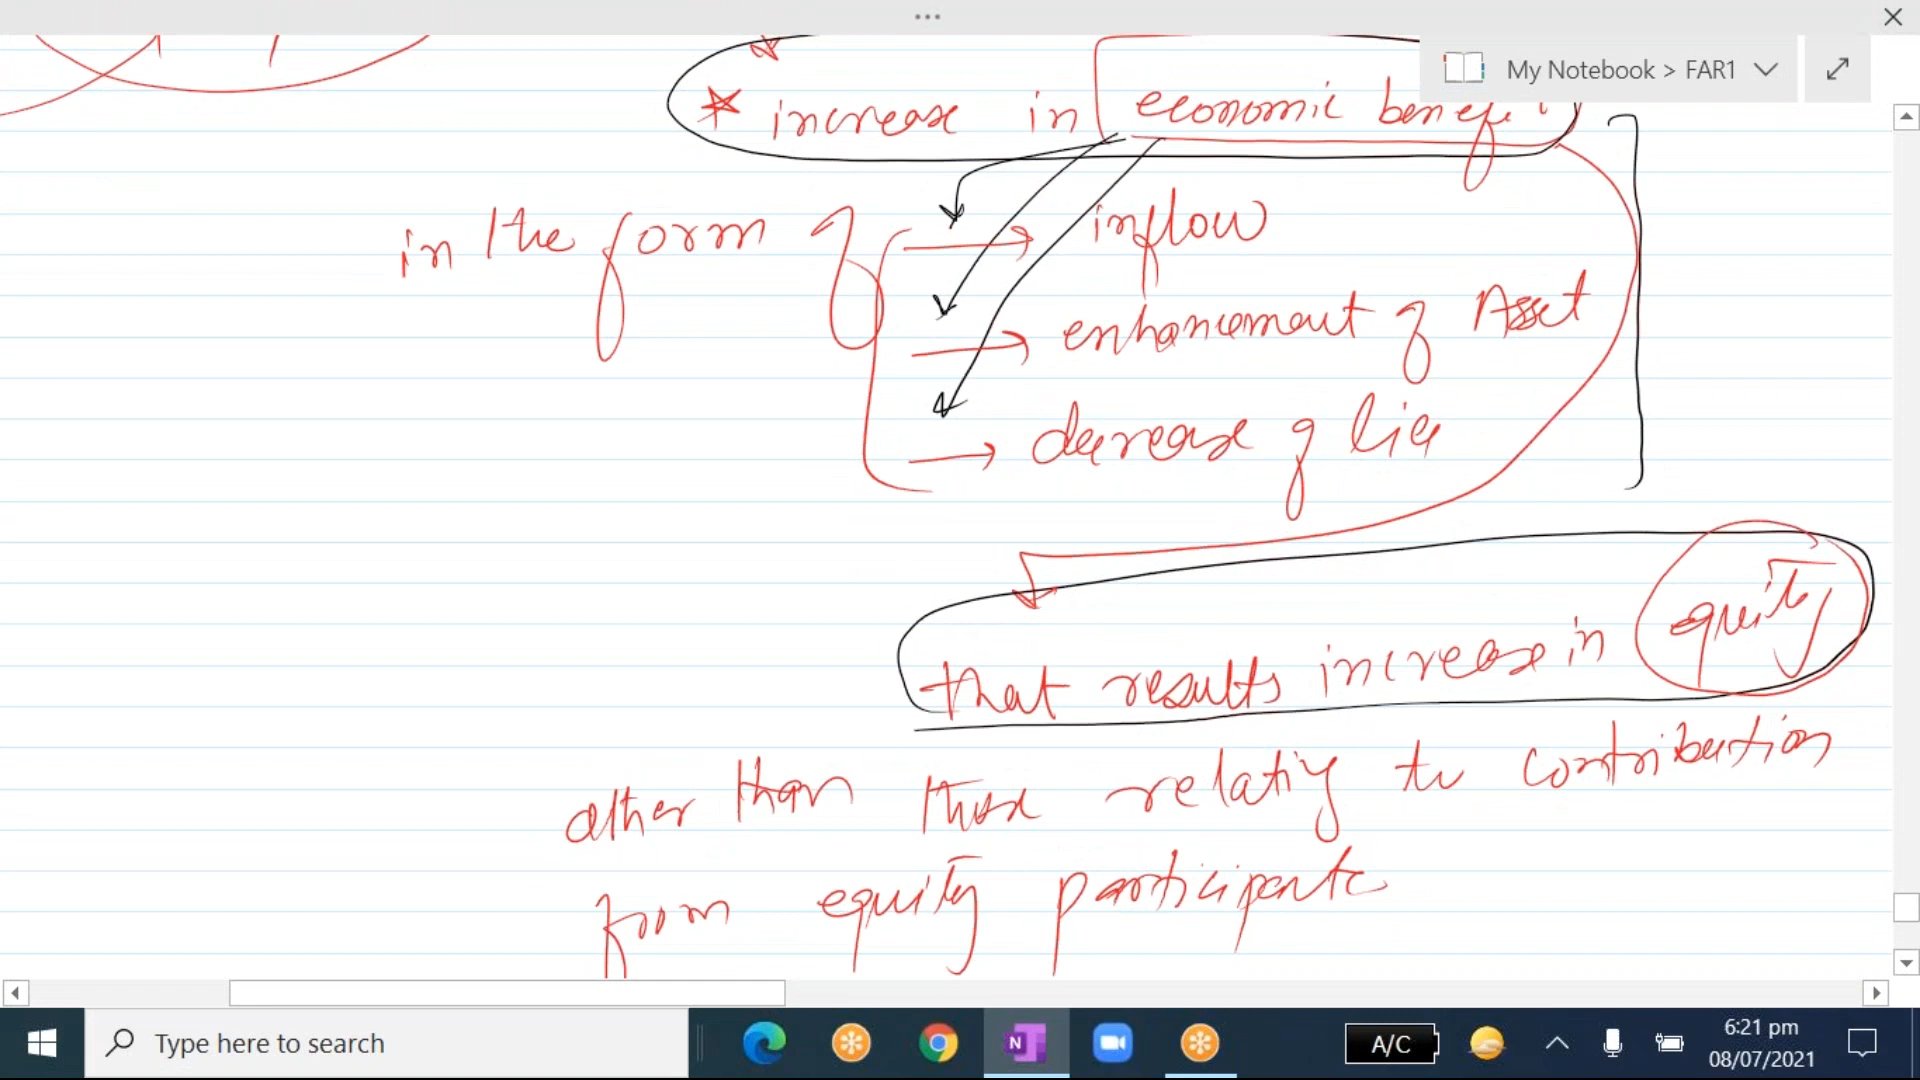 ...
My Notebook > FAR1
* increase in economic benefi
in the form of
inflow
enhancement of Asset
decrease of lia
that results increase in equity
other than those relating to contribution
from equity participants
Type here to search
A/C
6:21 pm
08/07/2021